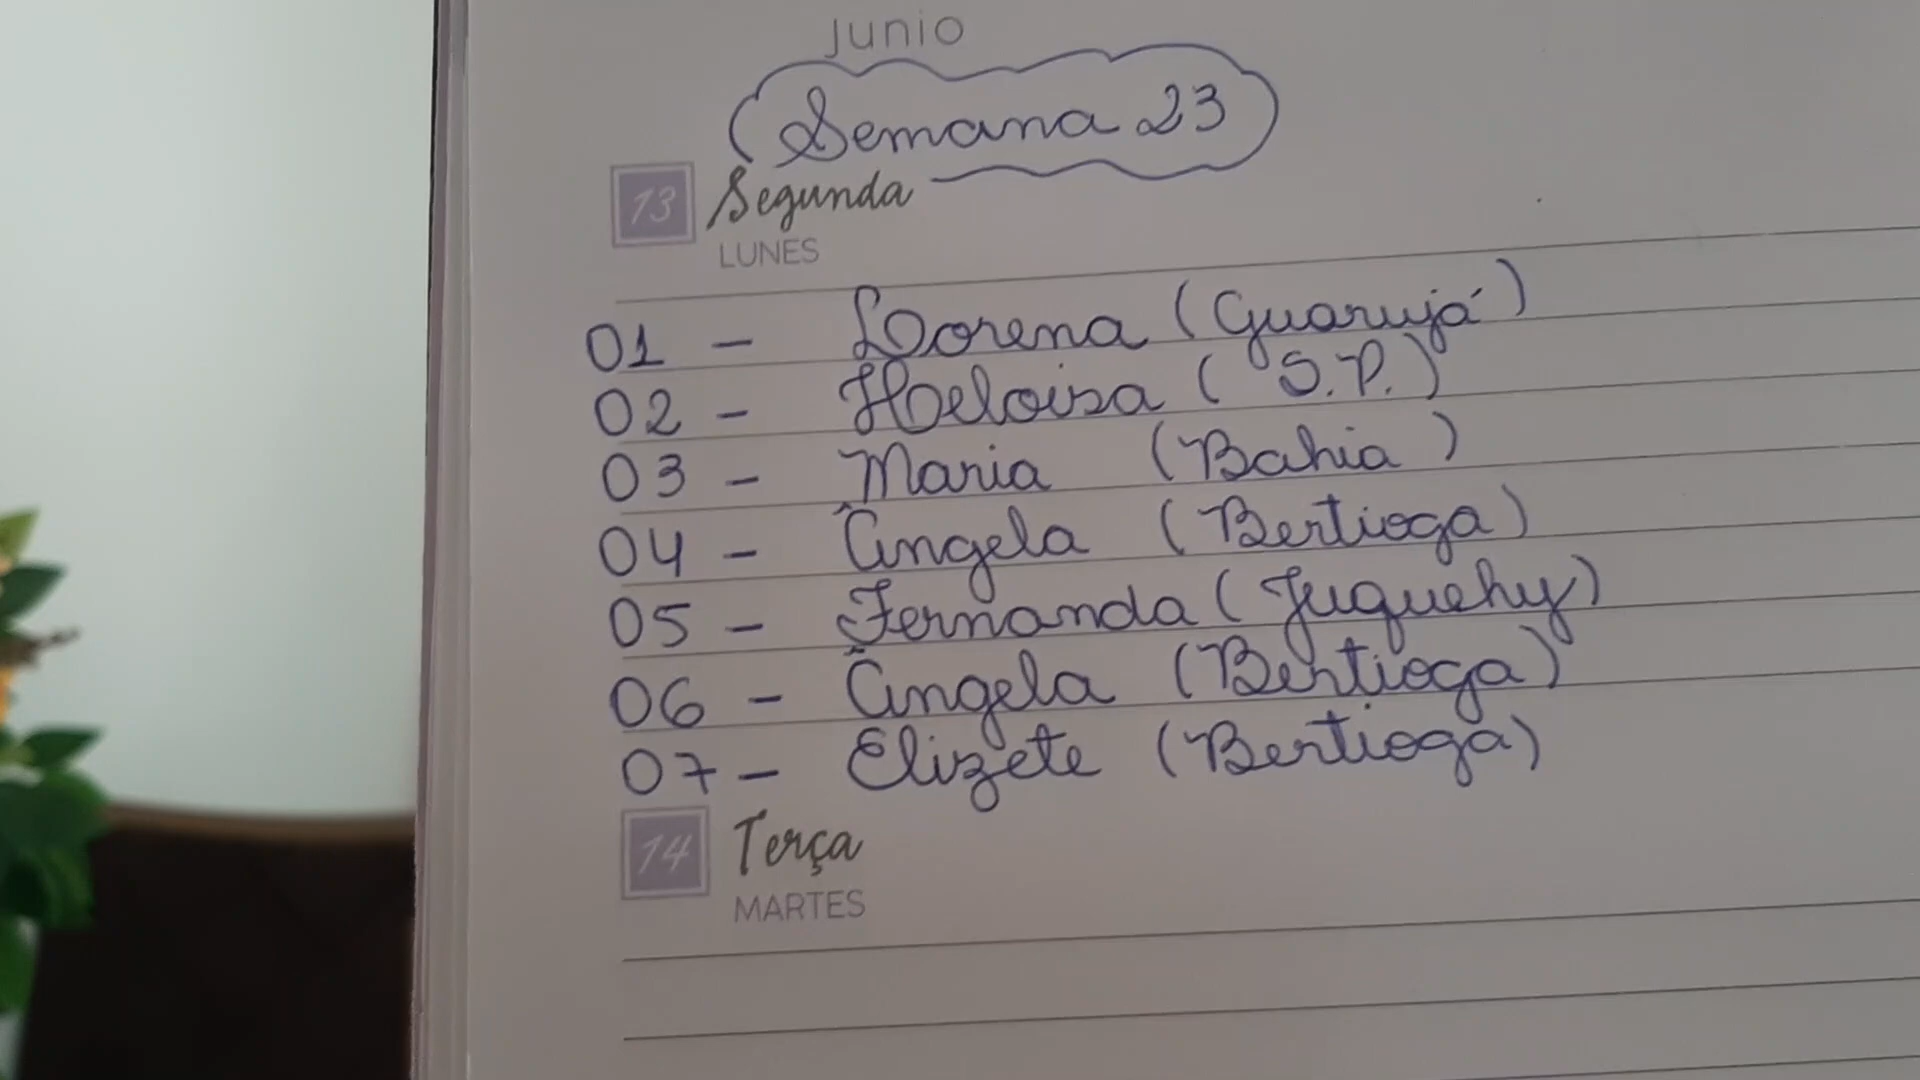 junio
Semana 23
13 Segunda
LUNES
01 - Lorena (Guarujá)
02 - Heloisa (S.P.)
03 - Maria (Bahia)
04 - Ângela (Bertioga)
05 - Fernanda (Juquehy)
06 - Ângela (Bertioga)
07 - Elizete (Bertioga)
14 Terça
MARTES